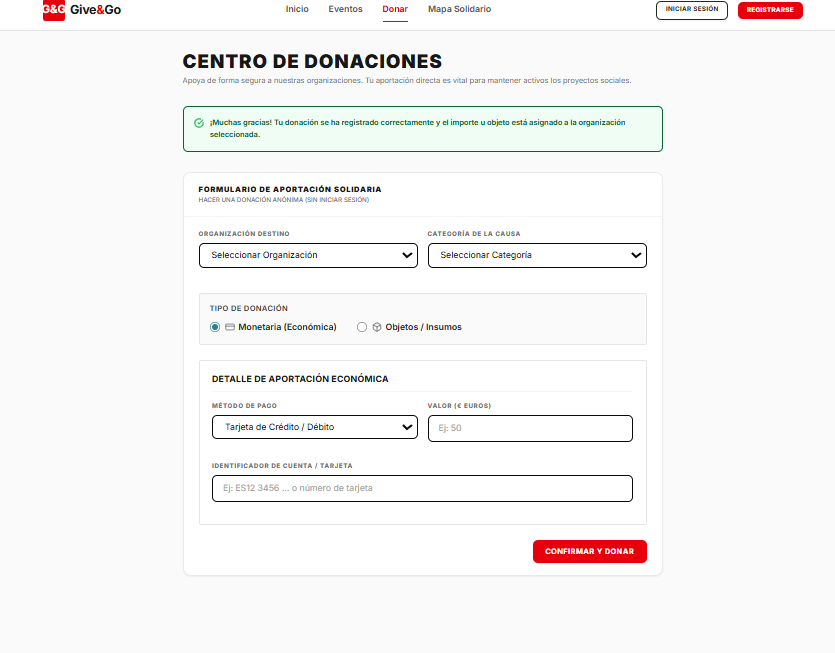 G&G Give&Go
Inicio
Eventos
Donar
Mapa Solidario
INICIAR SESIÓN
REGISTRARSE
CENTRO DE DONACIONES
Apoya de forma segura a nuestras organizaciones. Tu aportación directa es vital para mantener activos los proyectos sociales.
¡Muchas gracias! Tu donación se ha registrado correctamente y el importe u objeto está asignado a la organización
seleccionada.
FORMULARIO DE APORTACIÓN SOLIDARIA
HACER UNA DONACIÓN ANÓNIMA (SIN INICIAR SESIÓN)
ORGANIZACIÓN DESTINO
CATEGORÍA DE LA CAUSA
Seleccionar Organización
Seleccionar Categoría
TIPO DE DONACIÓN
Monetaria (Económica)
Objetos / Insumos
DETALLE DE APORTACIÓN ECONÓMICA
MÉTODO DE PAGO
VALOR (€ EUROS)
Tarjeta de Crédito / Débito
Ej: 50
IDENTIFICADOR DE CUENTA / TARJETA
Ej: ES12 3456 ... o número de tarjeta
CONFIRMAR Y DONAR